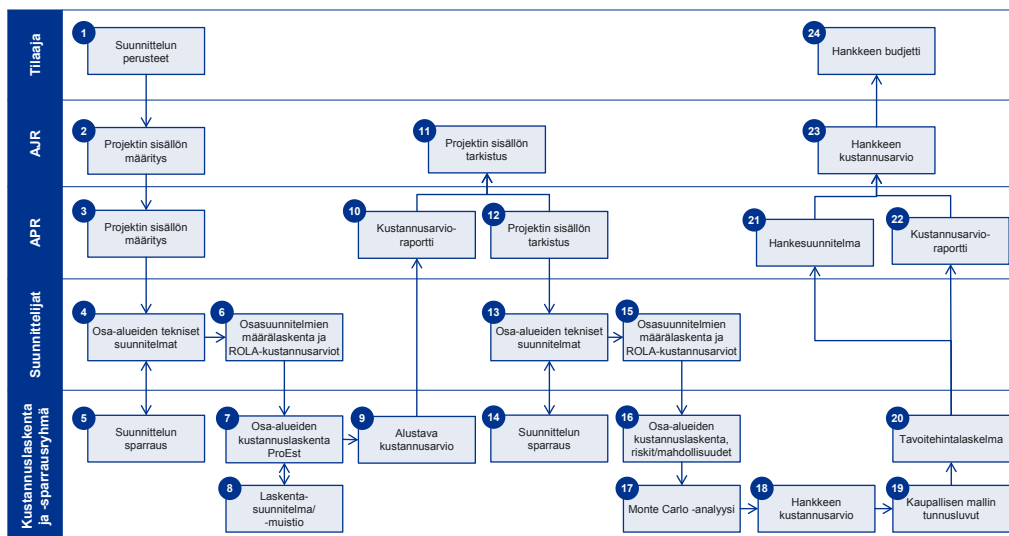 Tilaaja
1
Suunnittelun
perusteet
24
Hankkeen budjetti
AJR
2
Projektin sisällön
määritys
11
Projektin sisällön
tarkistus
23
Hankkeen
kustannusarvio
APR
3
Projektin sisällön
määritys
10
Kustannusarvio-
raportti
12
Projektin sisällön
tarkistus
21
Hankesuunnitelma
22
Kustannusarvio-
raportti
Suunnittelijat
4
Osa-alueiden tekniset
suunnitelmat
6
Osasuunnitelmien
määrälaskenta ja
ROLA-kustannusarviot
13
Osa-alueiden tekniset
suunnitelmat
15
Osasuunnitelmien
määrälaskenta ja
ROLA-kustannusarviot
Kustannuslaskenta
ja -sparrausryhmä
5
Suunnittelun
sparraus
7
Osa-alueiden
kustannuslaskenta
ProEst
9
Alustava
kustannusarvio
14
Suunnittelun
sparraus
16
Osa-alueiden
kustannuslaskenta,
riskit/mahdollisuudet
20
Tavoitehintalaskelma
8
Laskenta-
suunnitelma/
-muistio
17
Monte Carlo -analyysi
18
Hankkeen
kustannusarvio
19
Kaupallisen mallin
tunnusluvut